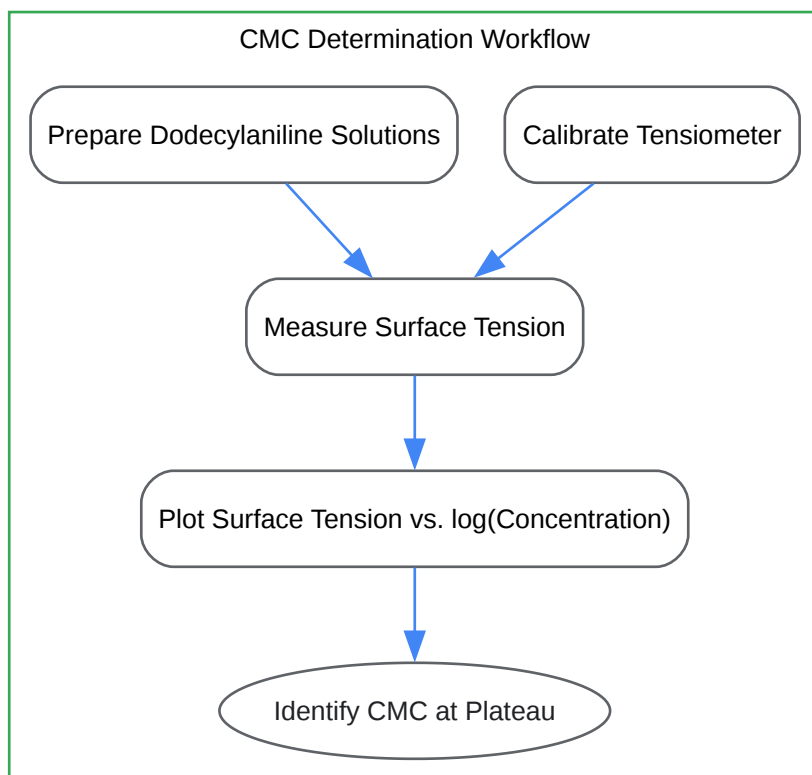 CMC Determination Workflow
Prepare Dodecylaniline Solutions
Calibrate Tensiometer
Measure Surface Tension
Plot Surface Tension vs. log(Concentration)
Identify CMC at Plateau